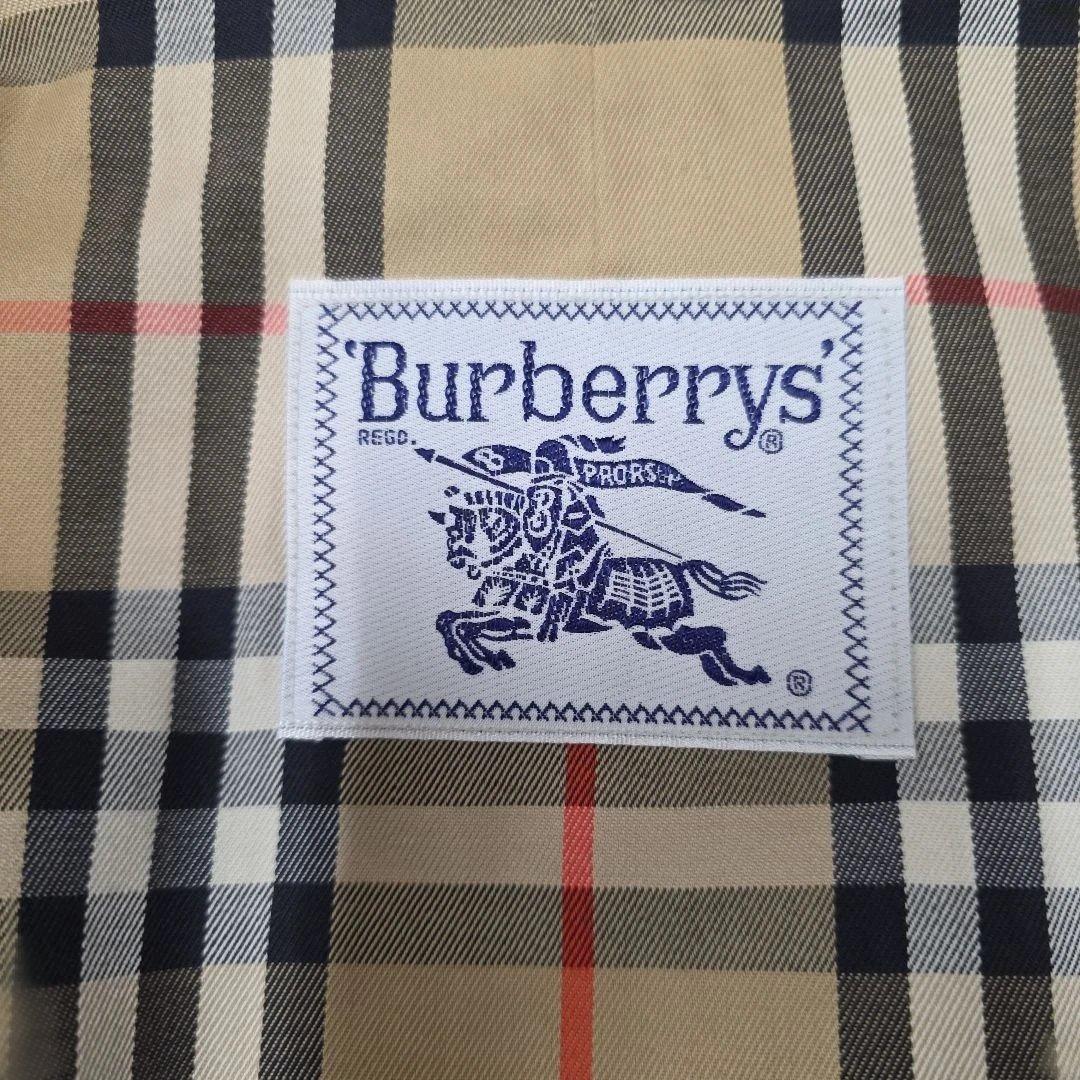 'Burberrys'
REGD. ®
B
PRORSUM
®